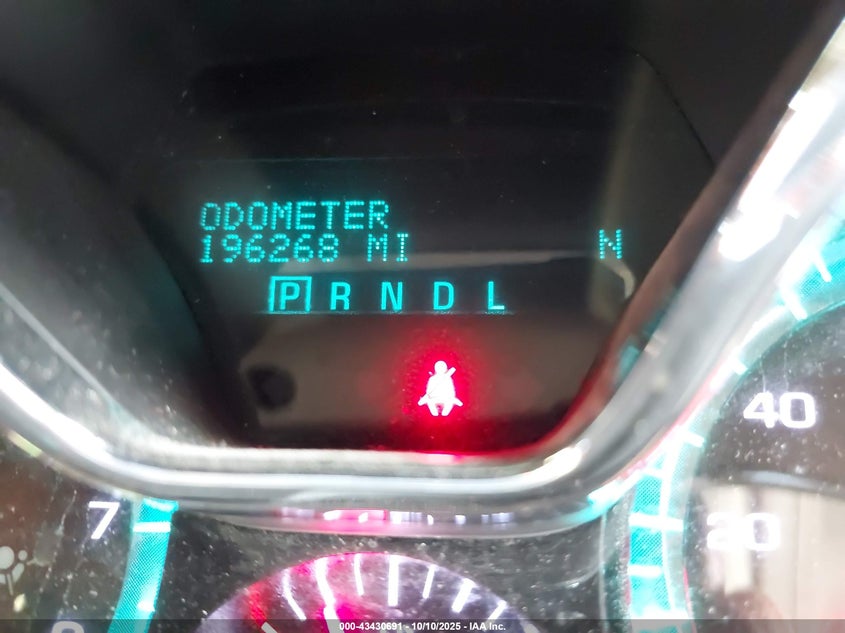 ODOMETER
196268 MI N
P R N D L
40
7
20
000-43430691 - 10/10/2025 - IAA Inc.